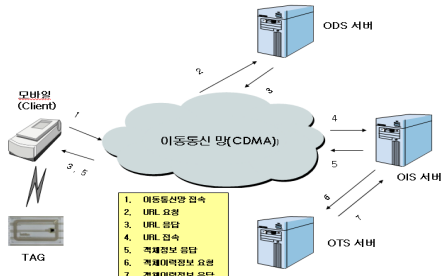 ODS 서버
모바일
(Client)
2
3
1
이동통신 망(CDMA)
4
3, 5
5
OIS 서버
6
7
1. 이동통신망 접속
2. URL 요청
3. URL 응답
4. URL 접속
5. 객체정보 응답
6. 객체이력정보 요청
7. 객체이력정보 응답
TAG
OTS 서버